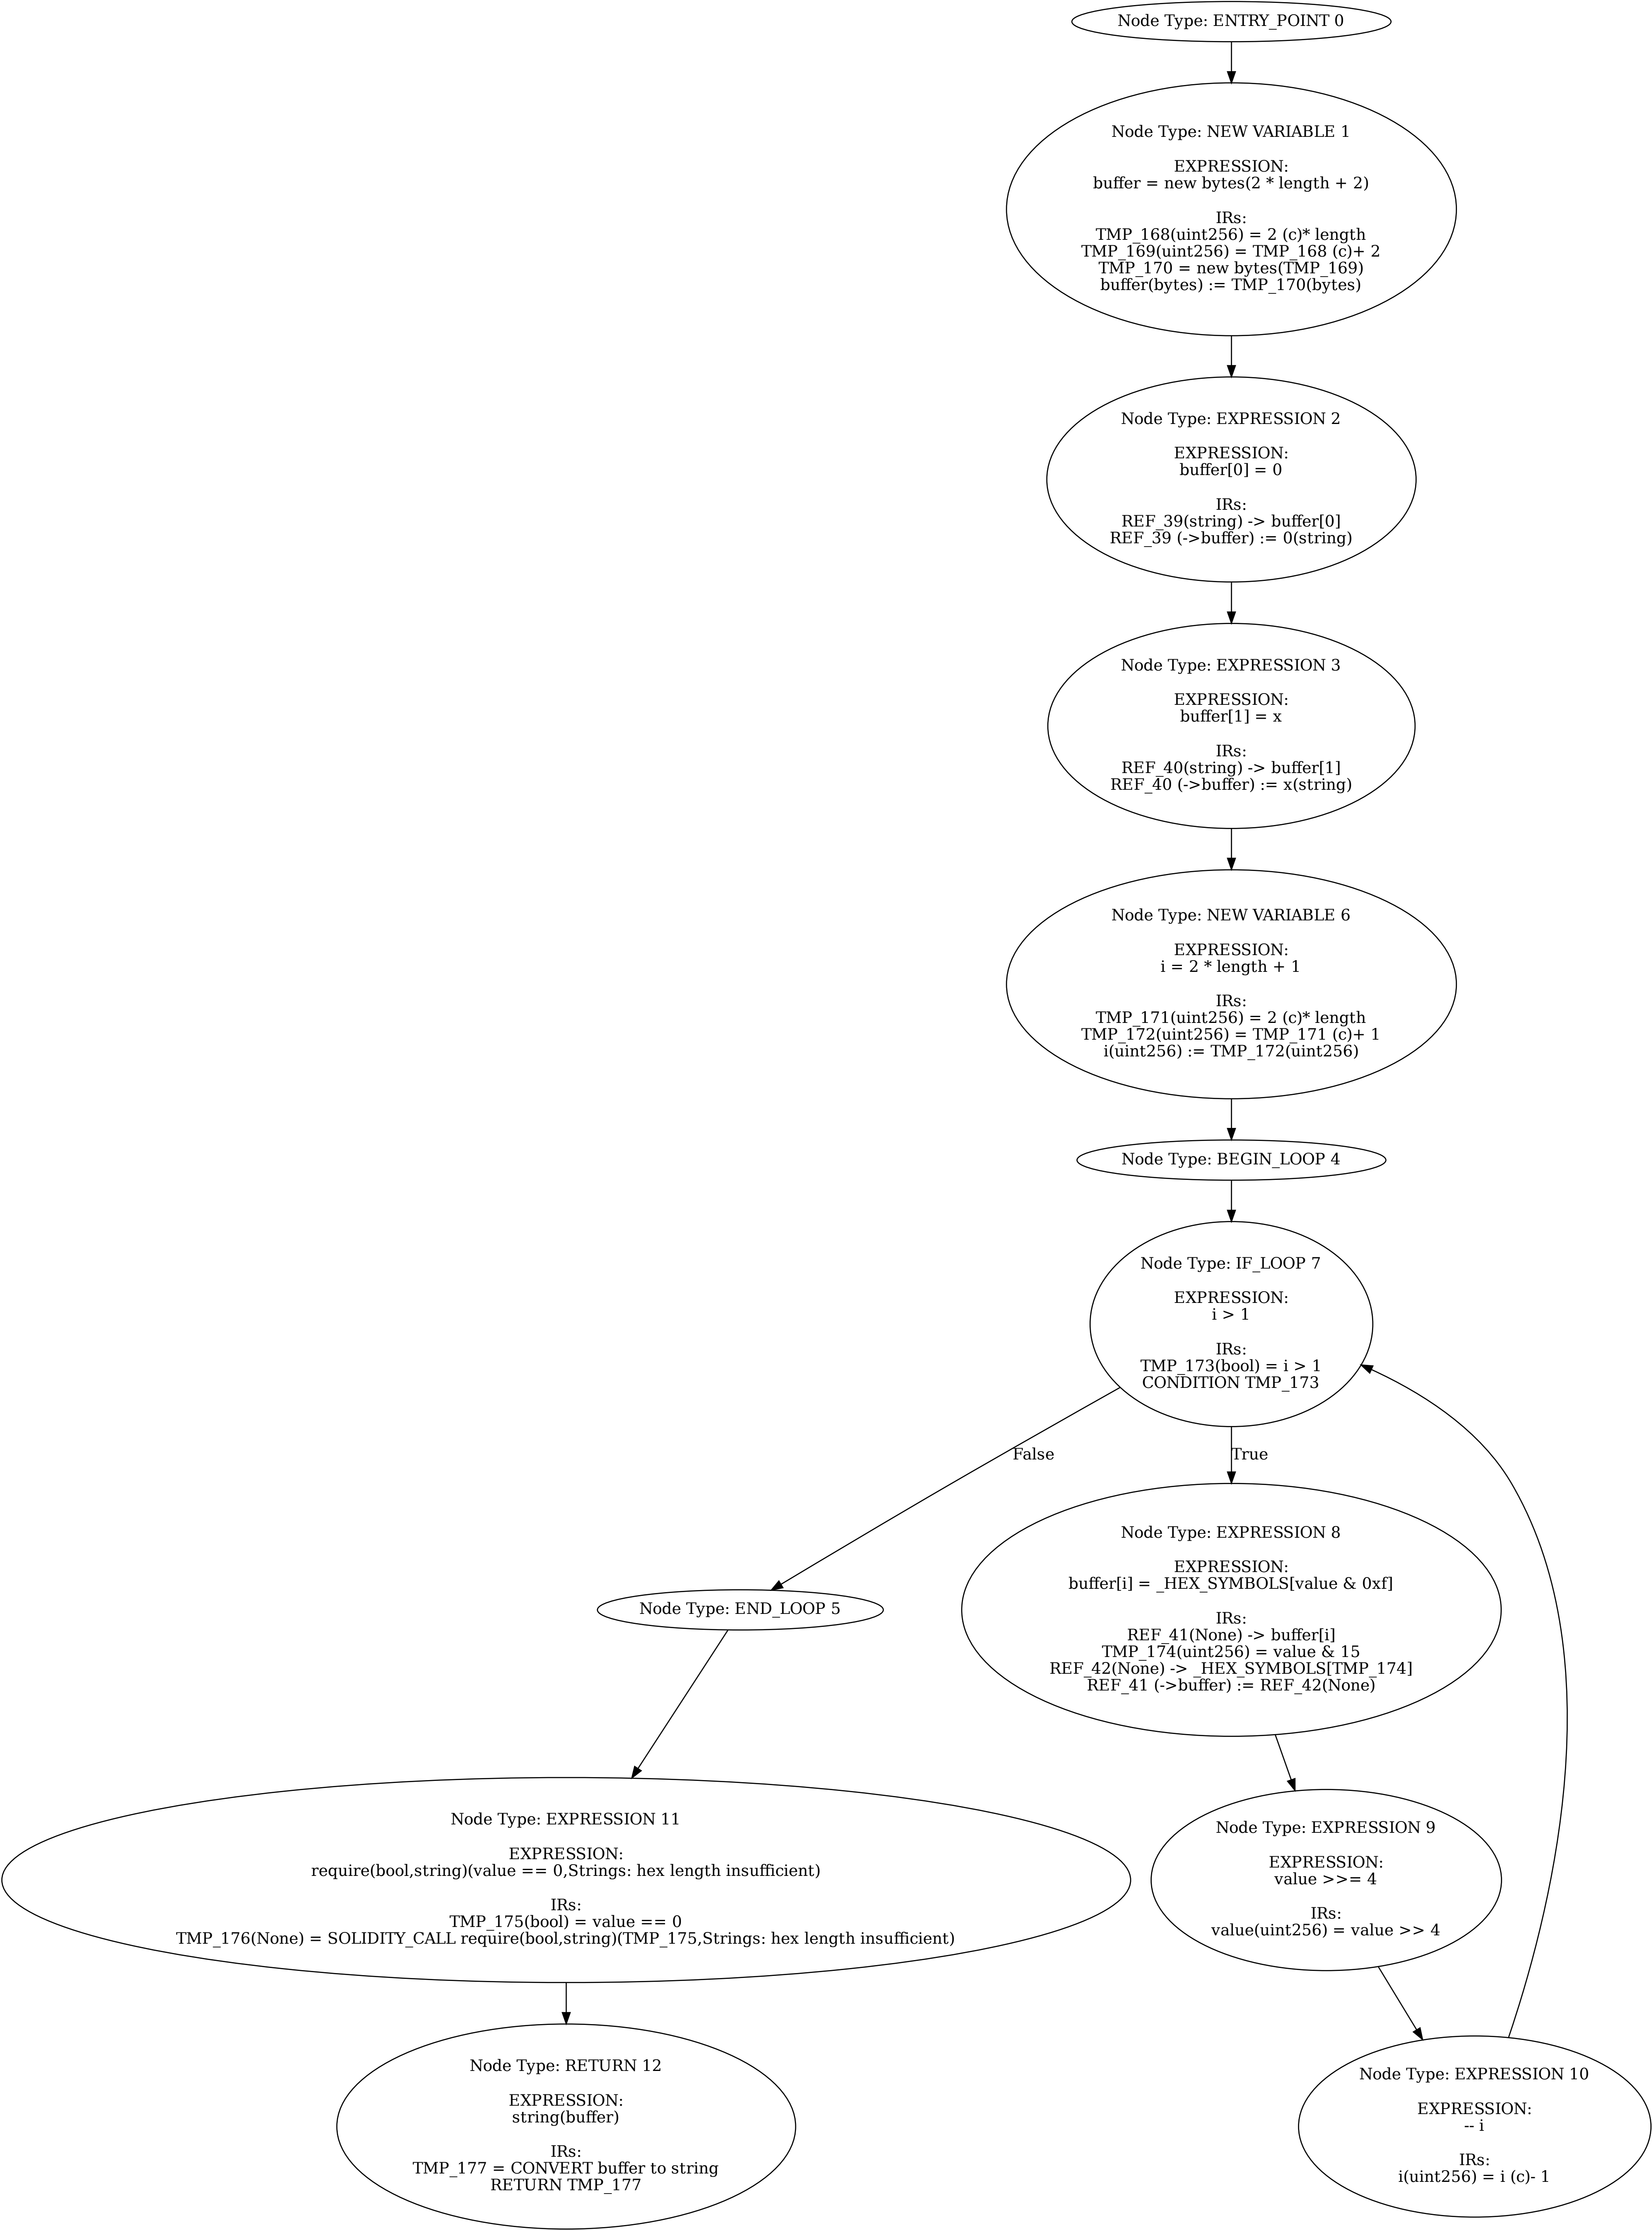 Node Type: ENTRY_POINT 0
Node Type: NEW VARIABLE 1
EXPRESSION:
buffer = new bytes(2 * length + 2)
IRs:
TMP_168(uint256) = 2 (c)* length
TMP_169(uint256) = TMP_168 (c)+ 2
TMP_170 = new bytes(TMP_169)
buffer(bytes) := TMP_170(bytes)
Node Type: EXPRESSION 2
EXPRESSION:
buffer[0] = 0
IRs:
REF_39(string) -> buffer[0]
REF_39 (->buffer) := 0(string)
Node Type: EXPRESSION 3
EXPRESSION:
buffer[1] = x
IRs:
REF_40(string) -> buffer[1]
REF_40 (->buffer) := x(string)
Node Type: NEW VARIABLE 6
EXPRESSION:
i = 2 * length + 1
IRs:
TMP_171(uint256) = 2 (c)* length
TMP_172(uint256) = TMP_171 (c)+ 1
i(uint256) := TMP_172(uint256)
Node Type: BEGIN_LOOP 4
Node Type: IF_LOOP 7
EXPRESSION:
i > 1
IRs:
TMP_173(bool) = i > 1
CONDITION TMP_173
False
True
Node Type: END_LOOP 5
Node Type: EXPRESSION 8
EXPRESSION:
buffer[i] = _HEX_SYMBOLS[value & 0xf]
IRs:
REF_41(None) -> buffer[i]
TMP_174(uint256) = value & 15
REF_42(None) -> _HEX_SYMBOLS[TMP_174]
REF_41 (->buffer) := REF_42(None)
Node Type: EXPRESSION 11
EXPRESSION:
require(bool,string)(value == 0,Strings: hex length insufficient)
IRs:
TMP_175(bool) = value == 0
TMP_176(None) = SOLIDITY_CALL require(bool,string)(TMP_175,Strings: hex length insufficient)
Node Type: EXPRESSION 9
EXPRESSION:
value >>= 4
IRs:
value(uint256) = value >> 4
Node Type: RETURN 12
EXPRESSION:
string(buffer)
IRs:
TMP_177 = CONVERT buffer to string
RETURN TMP_177
Node Type: EXPRESSION 10
EXPRESSION:
-- i
IRs:
i(uint256) = i (c)- 1